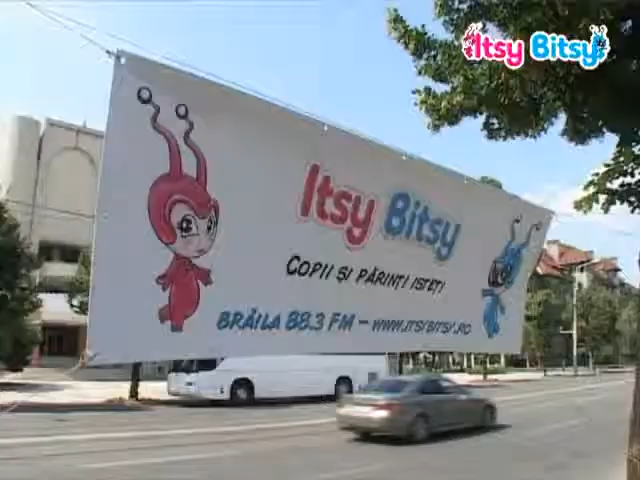 Itsy Bitsy
Itsy Bitsy
COPII ȘI PĂRINȚI ISTEȚI
BRĂILA 88.3 FM – WWW.ITSYBITSY.RO